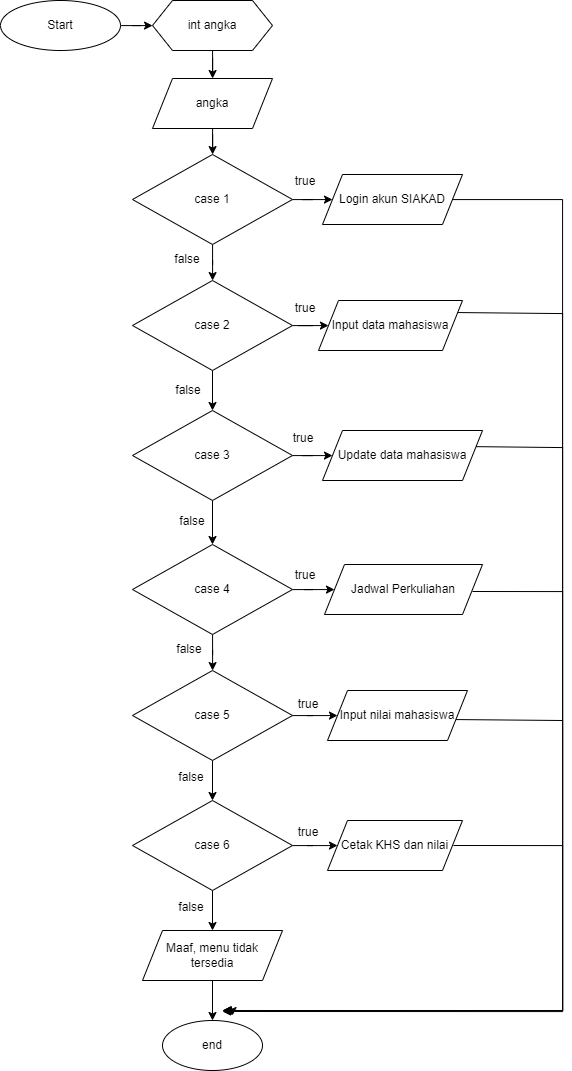 Start
int angka
angka
case 1
true
Login akun SIAKAD
false
case 2
true
Input data mahasiswa
false
case 3
true
Update data mahasiswa
false
case 4
true
Jadwal Perkuliahan
false
case 5
true
Input nilai mahasiswa
false
case 6
true
Cetak KHS dan nilai
false
Maaf, menu tidak
tersedia
end